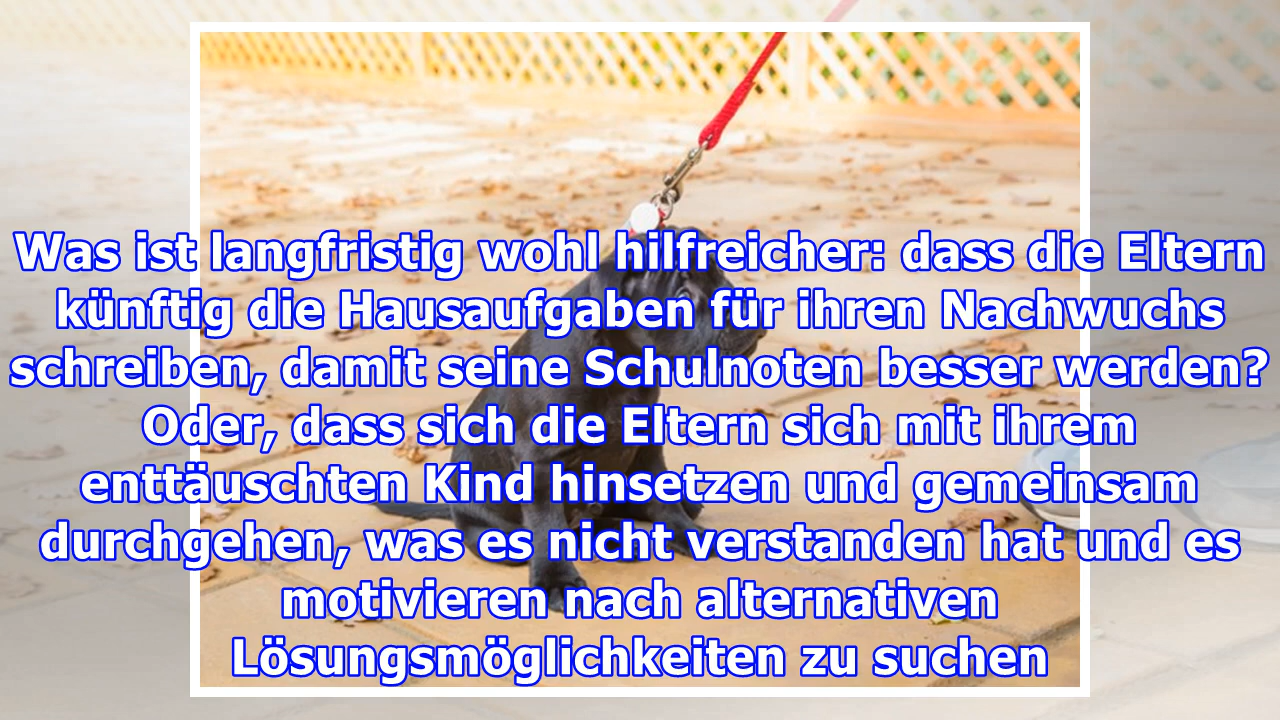 Was ist langfristig wohl hilfreicher: dass die Eltern
künftig die Hausaufgaben für ihren Nachwuchs
schreiben, damit seine Schulnoten besser werden?
Oder, dass sich die Eltern sich mit ihrem
enttäuschten Kind hinsetzen und gemeinsam
durchgehen, was es nicht verstanden hat und es
motivieren nach alternativen
Lösungsmöglichkeiten zu suchen